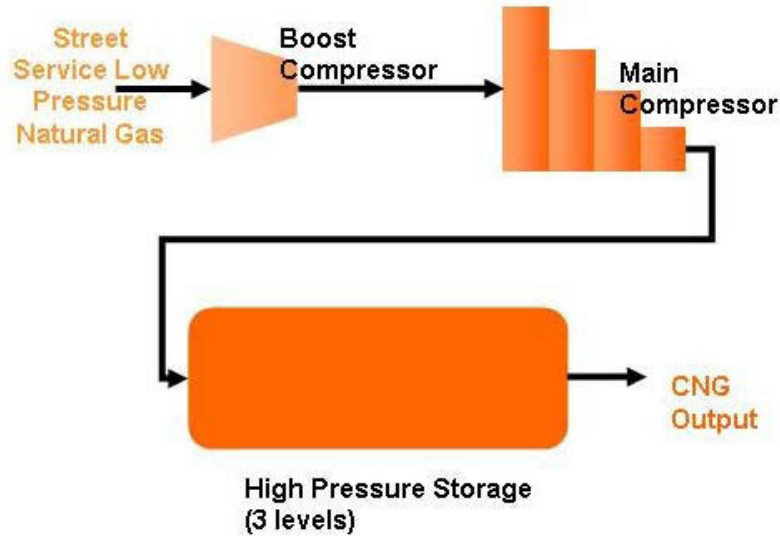 Street
Service Low
Pressure
Natural Gas
Boost
Compressor
Main
Compressor
CNG
Output
High Pressure Storage
(3 levels)